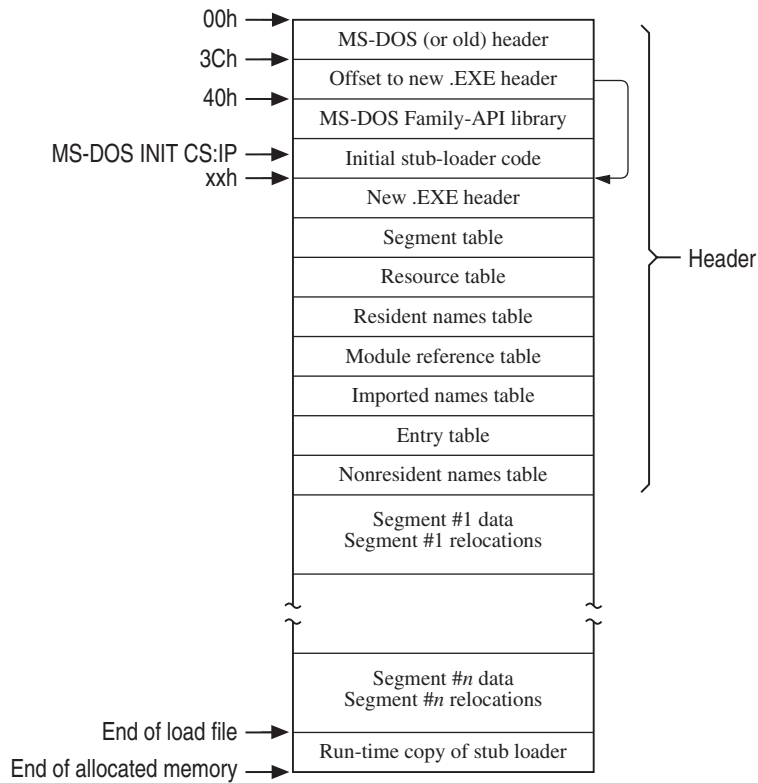 00h
MS-DOS (or old) header
3Ch
Offset to new .EXE header
40h
MS-DOS Family-API library
MS-DOS INIT CS:IP
Initial stub-loader code
xxh
New .EXE header
Segment table
Resource table
Header
Resident names table
Module reference table
Imported names table
Entry table
Nonresident names table
Segment #1 data
Segment #1 relocations
Segment #n data
Segment #n relocations
End of load file
Run-time copy of stub loader
End of allocated memory